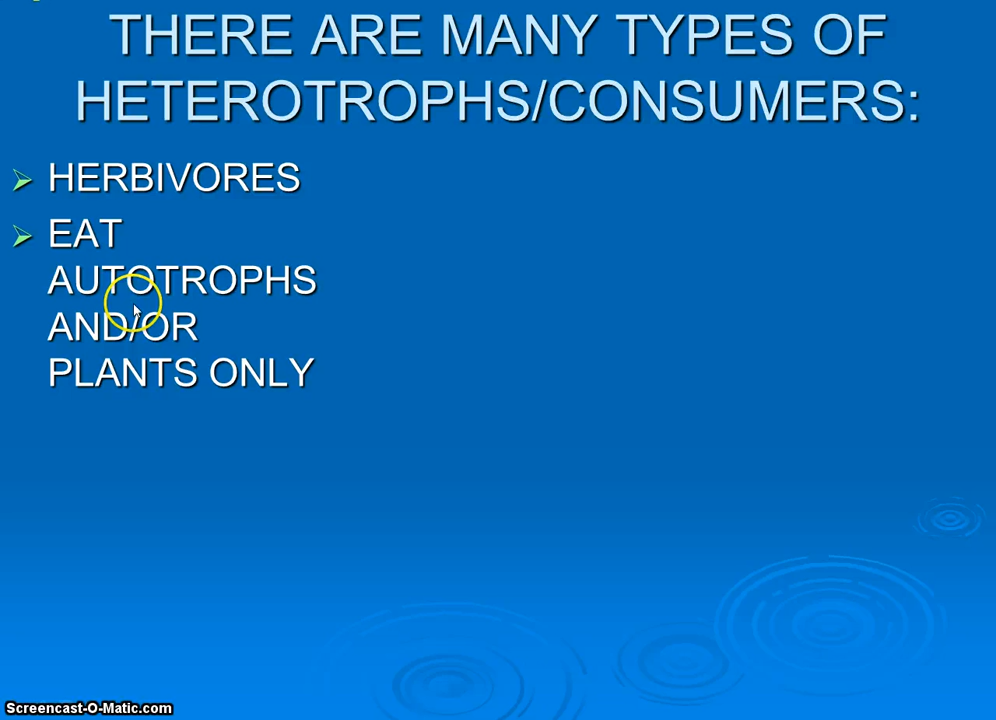 THERE ARE MANY TYPES OF
HETEROTROPHS/CONSUMERS:
HERBIVORES
EAT
AUTOTROPHS
AND/OR
PLANTS ONLY
Screencast-O-Matic.com